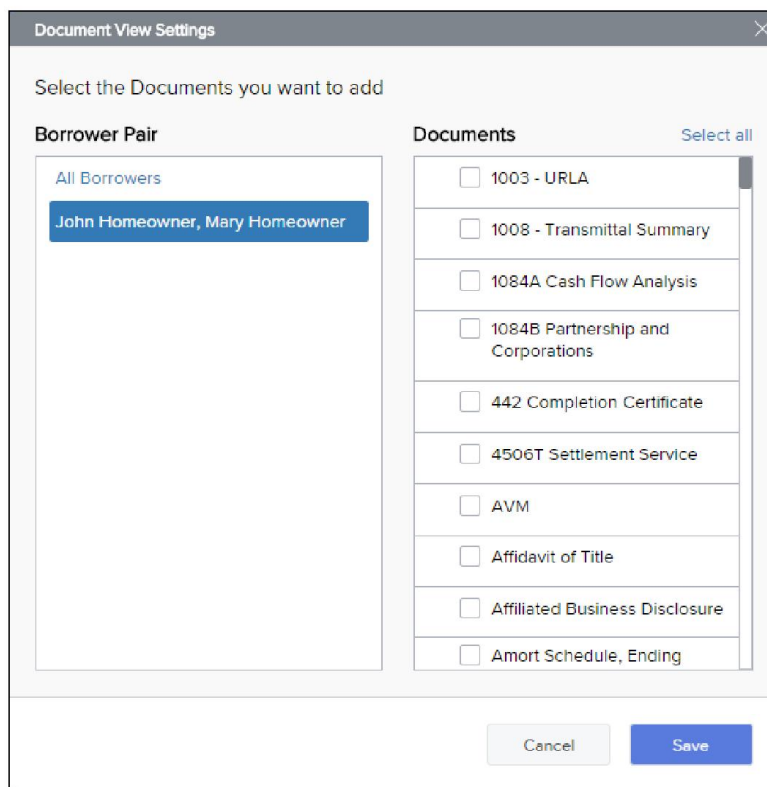 Document View Settings
Select the Documents you want to add
Borrower Pair
All Borrowers
John Homeowner, Mary Homeowner
Documents
Select all
1003 - URLA
1008 - Transmittal Summary
1084A Cash Flow Analysis
1084B Partnership and
Corporations
442 Completion Certificate
4506T Settlement Service
AVM
Affidavit of Title
Affiliated Business Disclosure
Amort Schedule, Ending
Cancel
Save